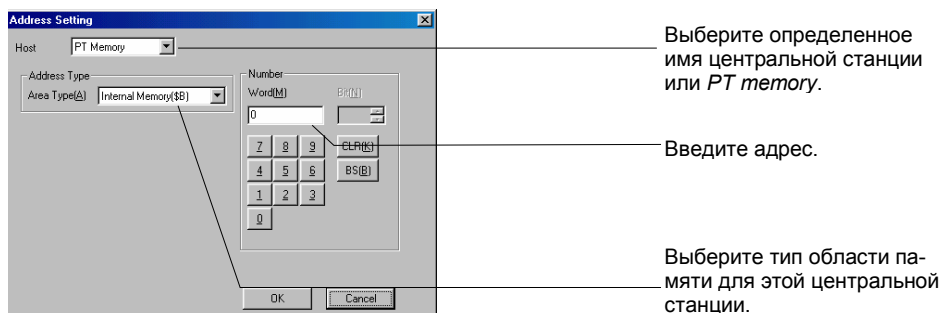 Address Setting
Host PT Memory
Address Type
Area Type(A) Internal Memory($B)
Number
Word(M) Bit(N)
0
7 8 9 CLR(K)
4 5 6 BS(B)
1 2 3
0
OK Cancel
Выберите определенное
имя центральной станции
или PT memory.
Введите адрес.
Выберите тип области па-
мяти для этой центральной
станции.